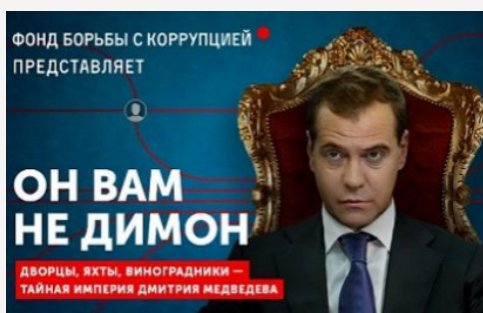 ФОНД БОРЬБЫ С КОРРУПЦИЕЙ
ПРЕДСТАВЛЯЕТ
ОН ВАМ
НЕ ДИМОН
ДВОРЦЫ, ЯХТЫ, ВИНОГРАДНИКИ —
ТАЙНАЯ ИМПЕРИЯ ДМИТРИЯ МЕДВЕДЕВА